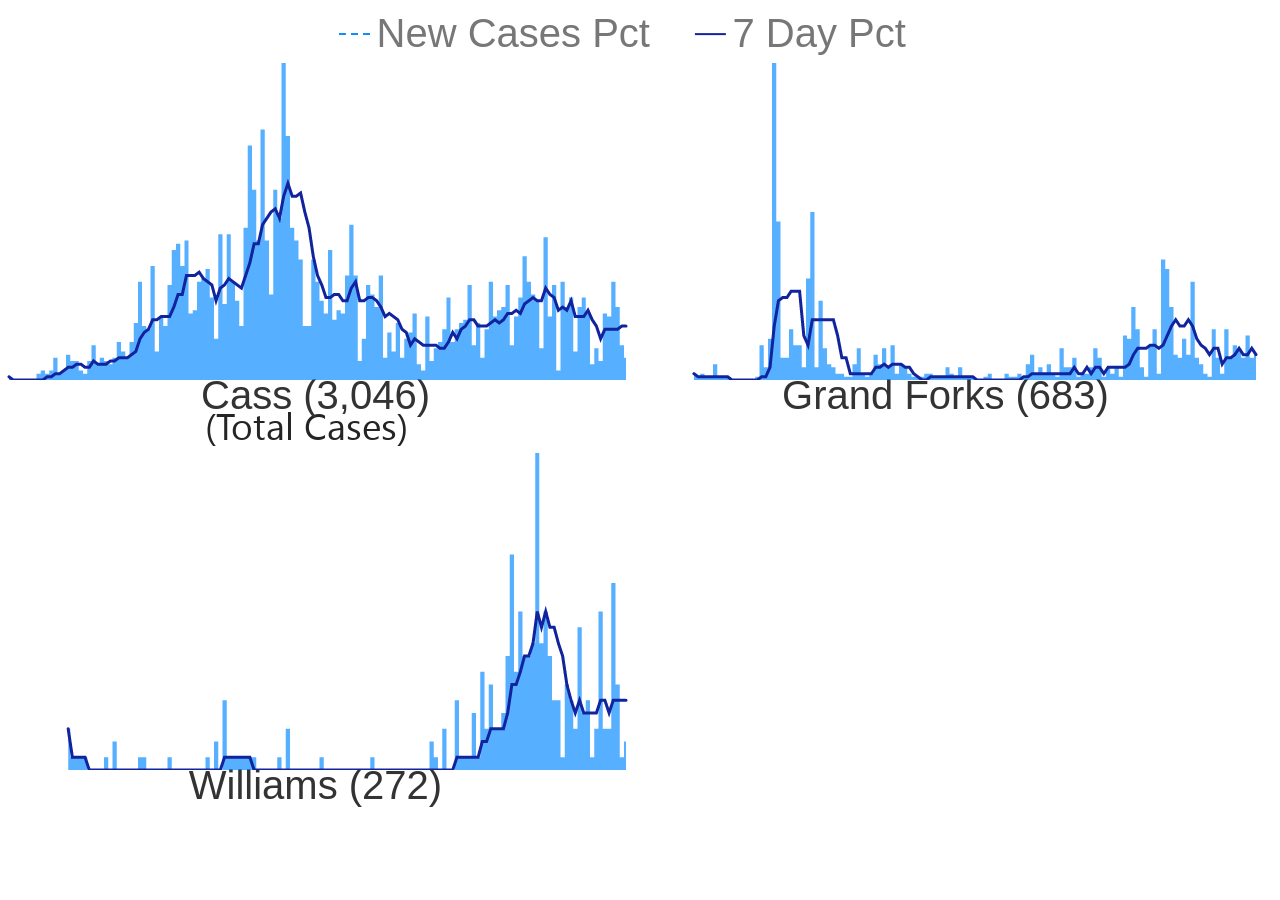 New Cases Pct 7 Day Pct
Cass (3,046)
(Total Cases)
Grand Forks (683)
Williams (272)